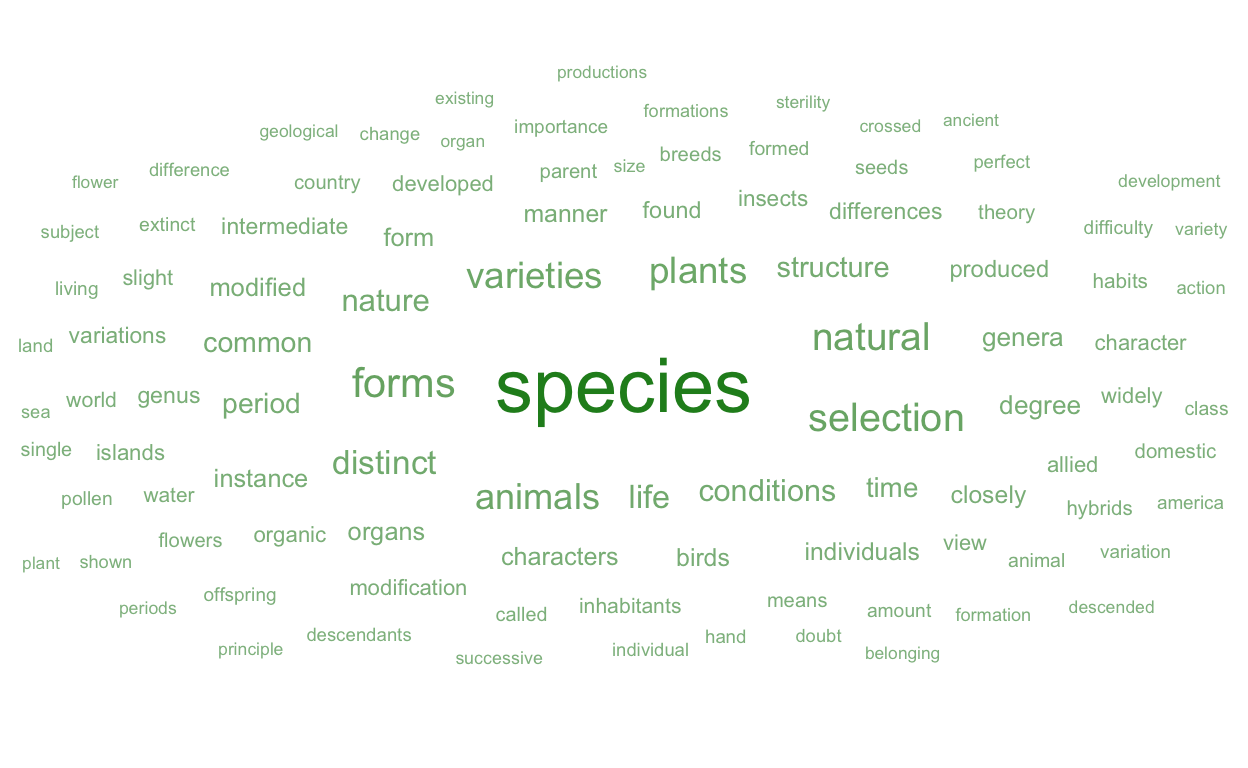 productions
existing formations sterility
geological change organ importance crossed ancient
difference parent size breeds formed seeds perfect
flower country developed development
subject extinct intermediate form manner found insects differences theory difficulty variety
living slight modified nature varieties plants structure produced habits action
land variations common natural genera character
sea world genus period forms species selection degree widely class
single islands instance distinct allied domestic
pollen water animals life conditions time closely hybrids america
plant shown flowers organic organs characters birds individuals view animal variation
periods offspring modification called inhabitants means amount formation descended
principle descendants successive individual hand doubt belonging